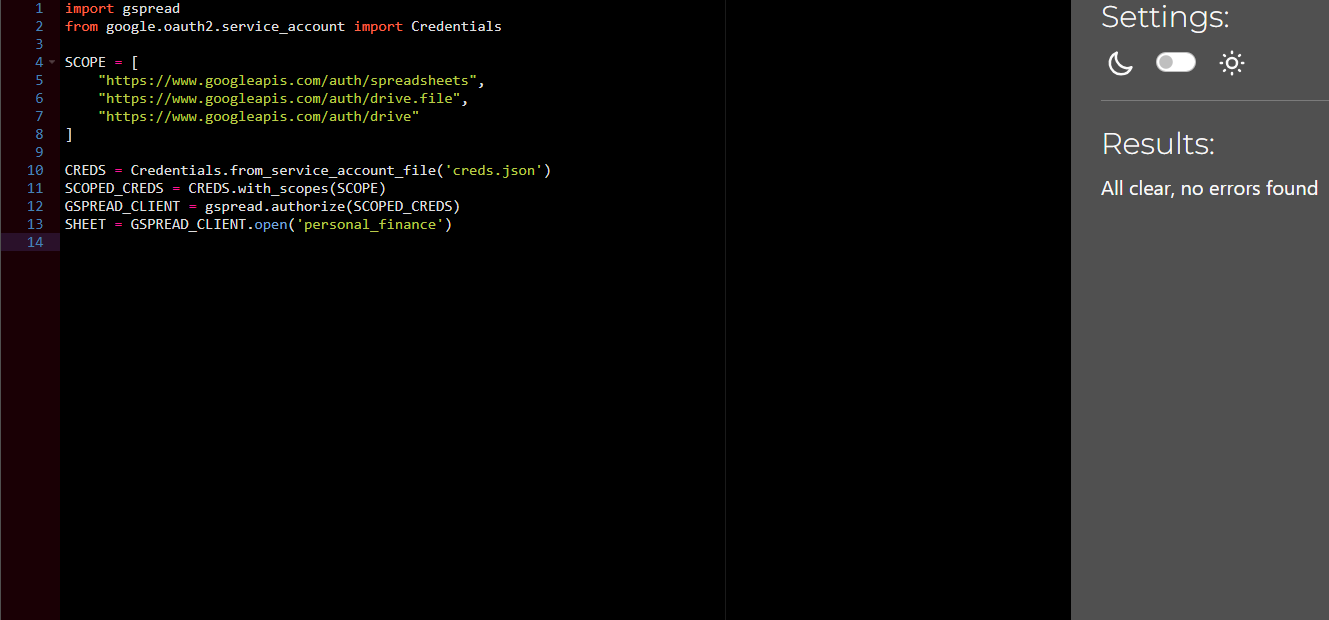 1 import gspread
2 from google.oauth2.service_account import Credentials
3
4 SCOPE = [
5     "https://www.googleapis.com/auth/spreadsheets",
6     "https://www.googleapis.com/auth/drive.file",
7     "https://www.googleapis.com/auth/drive"
8 ]
9
10 CREDS = Credentials.from_service_account_file('creds.json')
11 SCOPED_CREDS = CREDS.with_scopes(SCOPE)
12 GSPREAD_CLIENT = gspread.authorize(SCOPED_CREDS)
13 SHEET = GSPREAD_CLIENT.open('personal_finance')
14
Settings:
Results:
All clear, no errors found